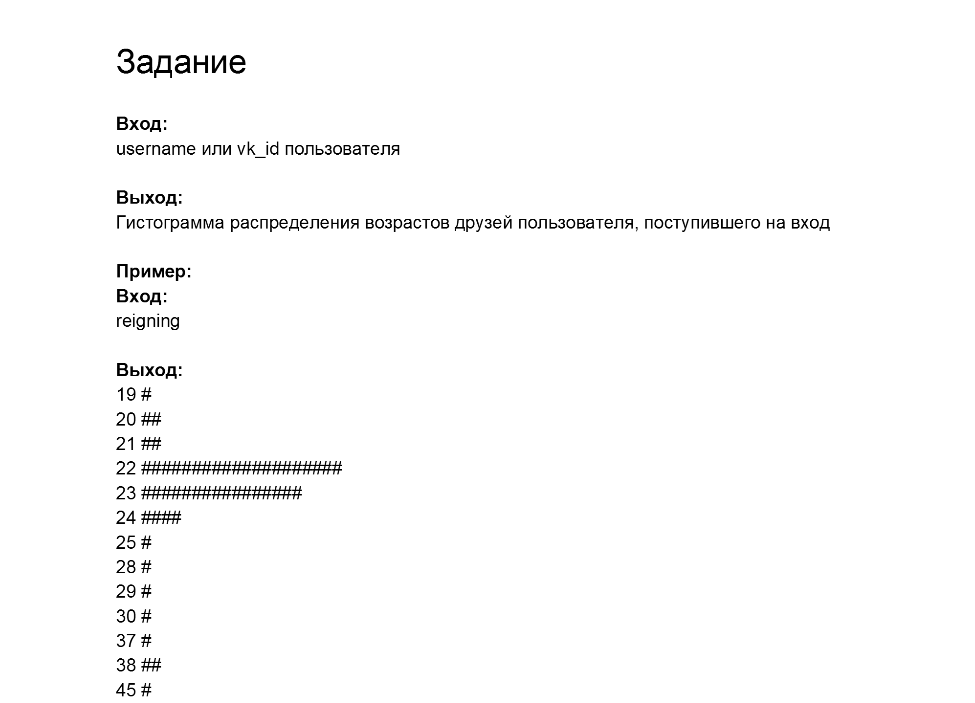 Задание
Вход:
username или vk_id пользователя
Выход:
Гистограмма распределения возрастов друзей пользователя, поступившего на вход
Пример:
Вход:
reigning
Выход:
19 #
20 ##
21 ##
22 ####################
23 ################
24 ####
25 #
28 #
29 #
30 #
37 #
38 ##
45 #